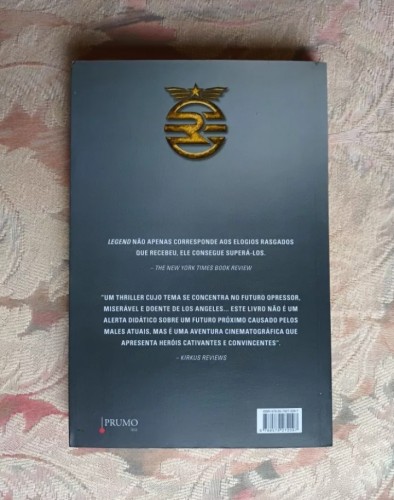 LEGEND NÃO APENAS CORRESPONDE AOS ELOGIOS RASGADOS
QUE RECEBEU, ELE CONSEGUE SUPERÁ-LOS.
– THE NEW YORK TIMES BOOK REVIEW
"UM THRILLER CUJO TEMA SE CONCENTRA NO FUTURO OPRESSOR,
MISERÁVEL E DOENTE DE LOS ANGELES... ESTE LIVRO NÃO É UM
ALERTA DIDÁTICO SOBRE UM FUTURO PRÓXIMO CAUSADO PELOS
MALES ATUAIS, MAS É UMA AVENTURA CINEMATOGRÁFICA QUE
APRESENTA HERÓIS CATIVANTES E CONVINCENTES".
– KIRKUS REVIEWS
PRUMO